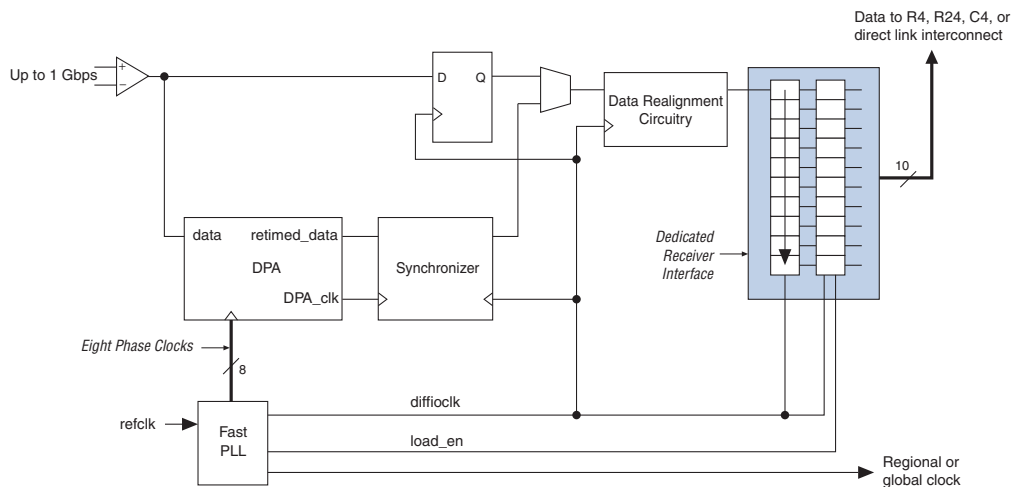 Data to R4, R24, C4, or
direct link interconnect
Up to 1 Gbps
+
−
D Q
Data Realignment
Circuitry
10
data retimed_data
DPA
DPA_clk
Synchronizer
Dedicated
Receiver
Interface
Eight Phase Clocks
8
refclk
Fast
PLL
diffioclk
load_en
Regional or
global clock